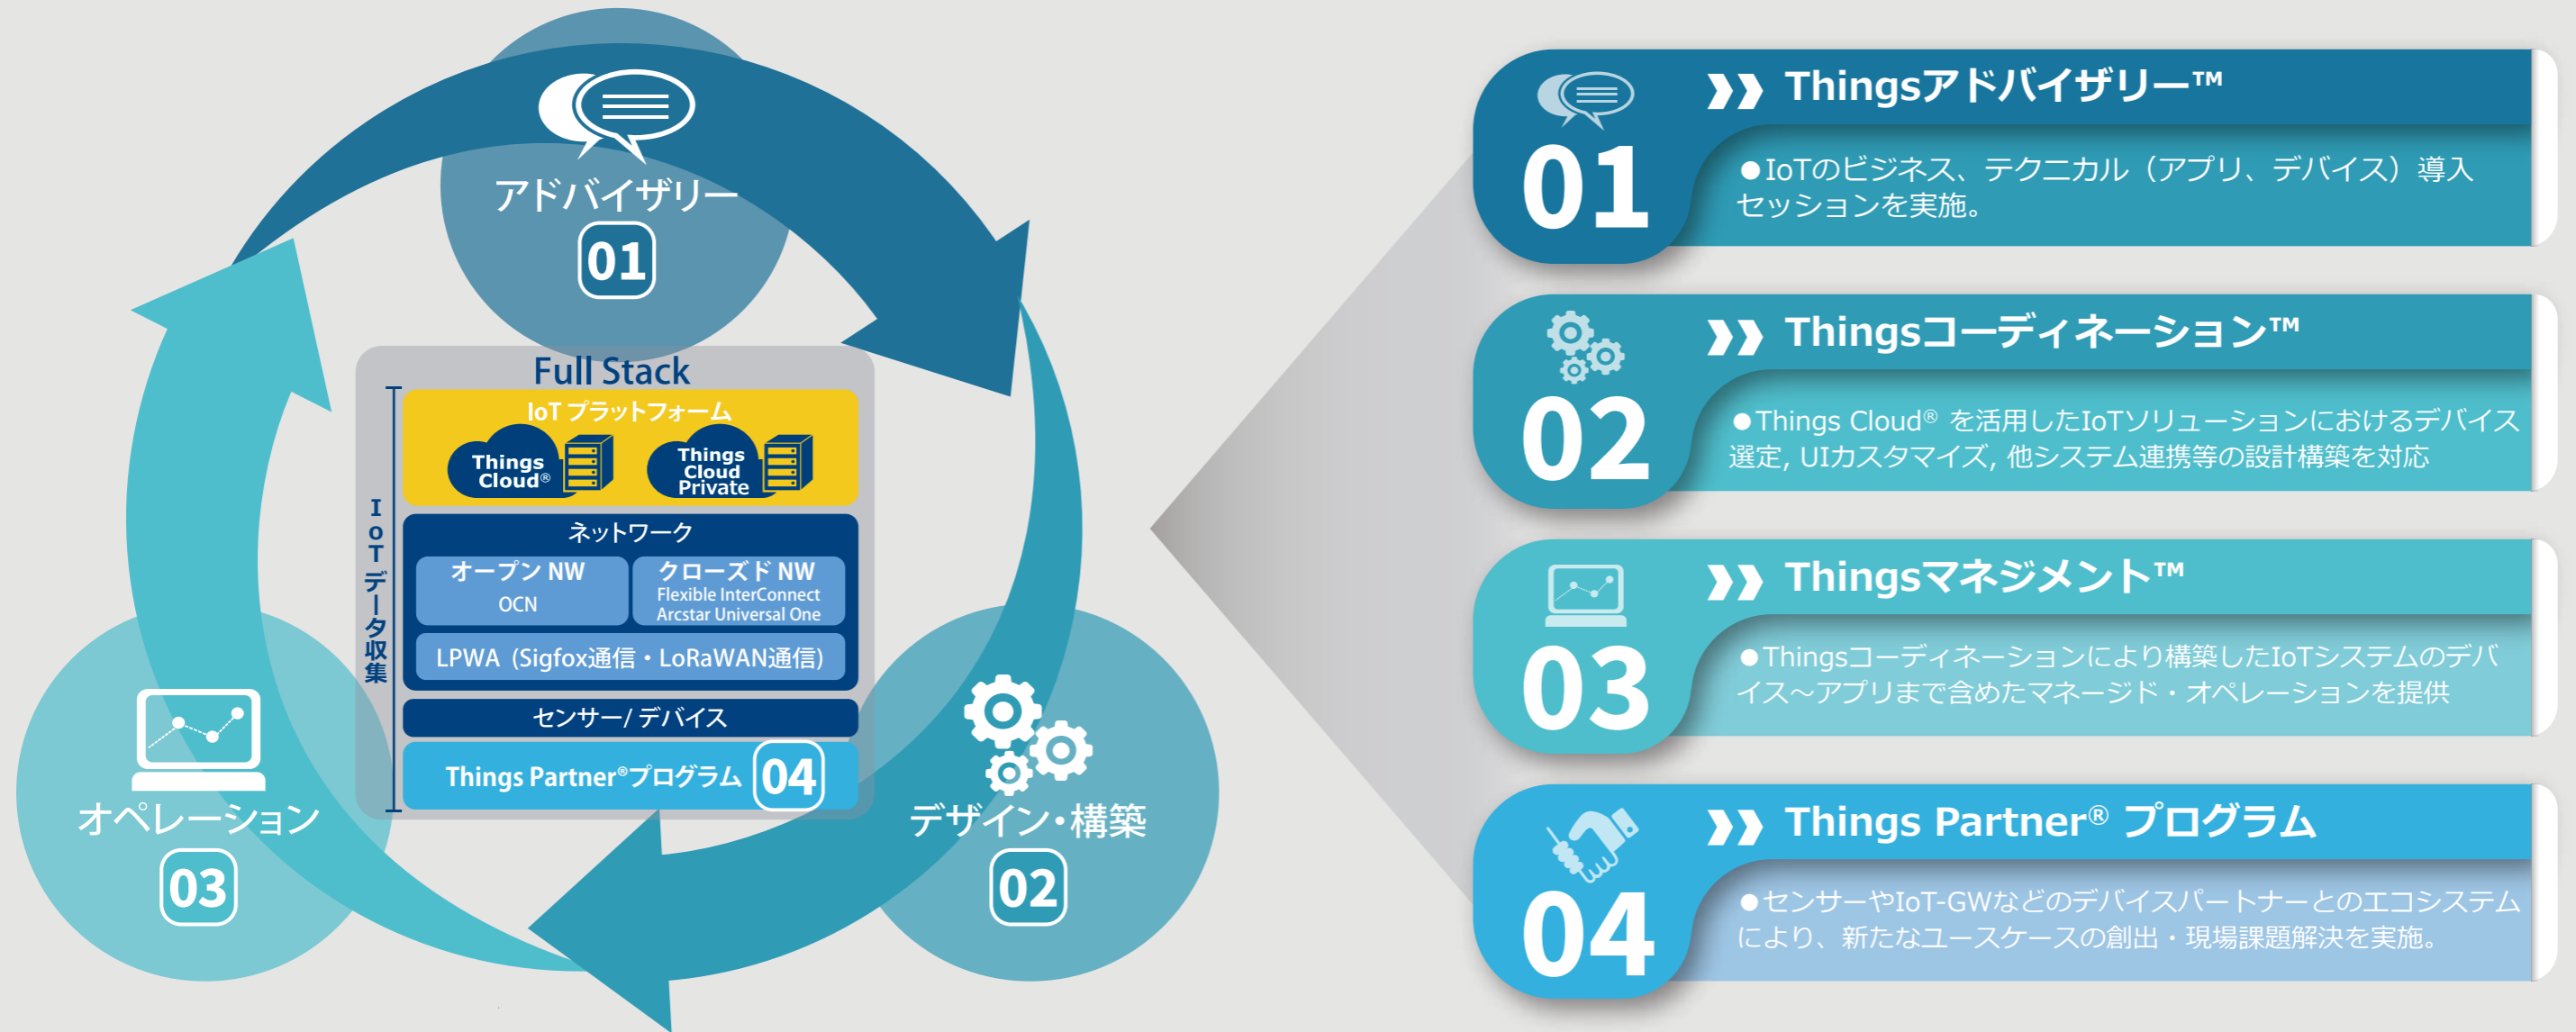 アドバイザリー
01
Full Stack
IoT プラットフォーム
Things
Cloud®
Things
Cloud
Private
IoTデータ収集
ネットワーク
オープン NW
OCN
クローズド NW
Flexible InterConnect
Arcstar Universal One
LPWA (Sigfox通信・LoRaWAN通信)
センサー/ デバイス
Things Partner®プログラム 04
デザイン・構築
02
オペレーション
03
01
Thingsアドバイザリー™
●IoTのビジネス、テクニカル（アプリ、デバイス）導入
セッションを実施。
02
Thingsコーディネーション™
●Things Cloud® を活用したIoTソリューションにおけるデバイス
選定, UIカスタマイズ, 他システム連携等の設計構築を対応
03
Thingsマネジメント™
●Thingsコーディネーションにより構築したIoTシステムのデバ
イス～アプリまで含めたマネージド・オペレーションを提供
04
Things Partner® プログラム
●センサーやIoT-GWなどのデバイスパートナーとのエコシステム
により、新たなユースケースの創出・現場課題解決を実施。